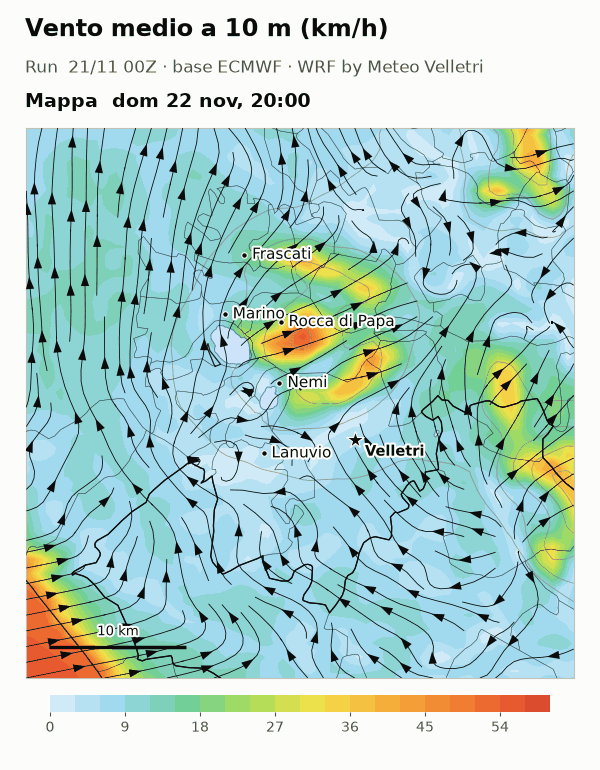 Vento medio a 10 m (km/h)
Run 21/11 00Z · base ECMWF · WRF by Meteo Velletri
Mappa dom 22 nov, 20:00
Frascati
Marino
Rocca di Papa
Nemi
Velletri
Lanuvio
10 km
0 9 18 27 36 45 54